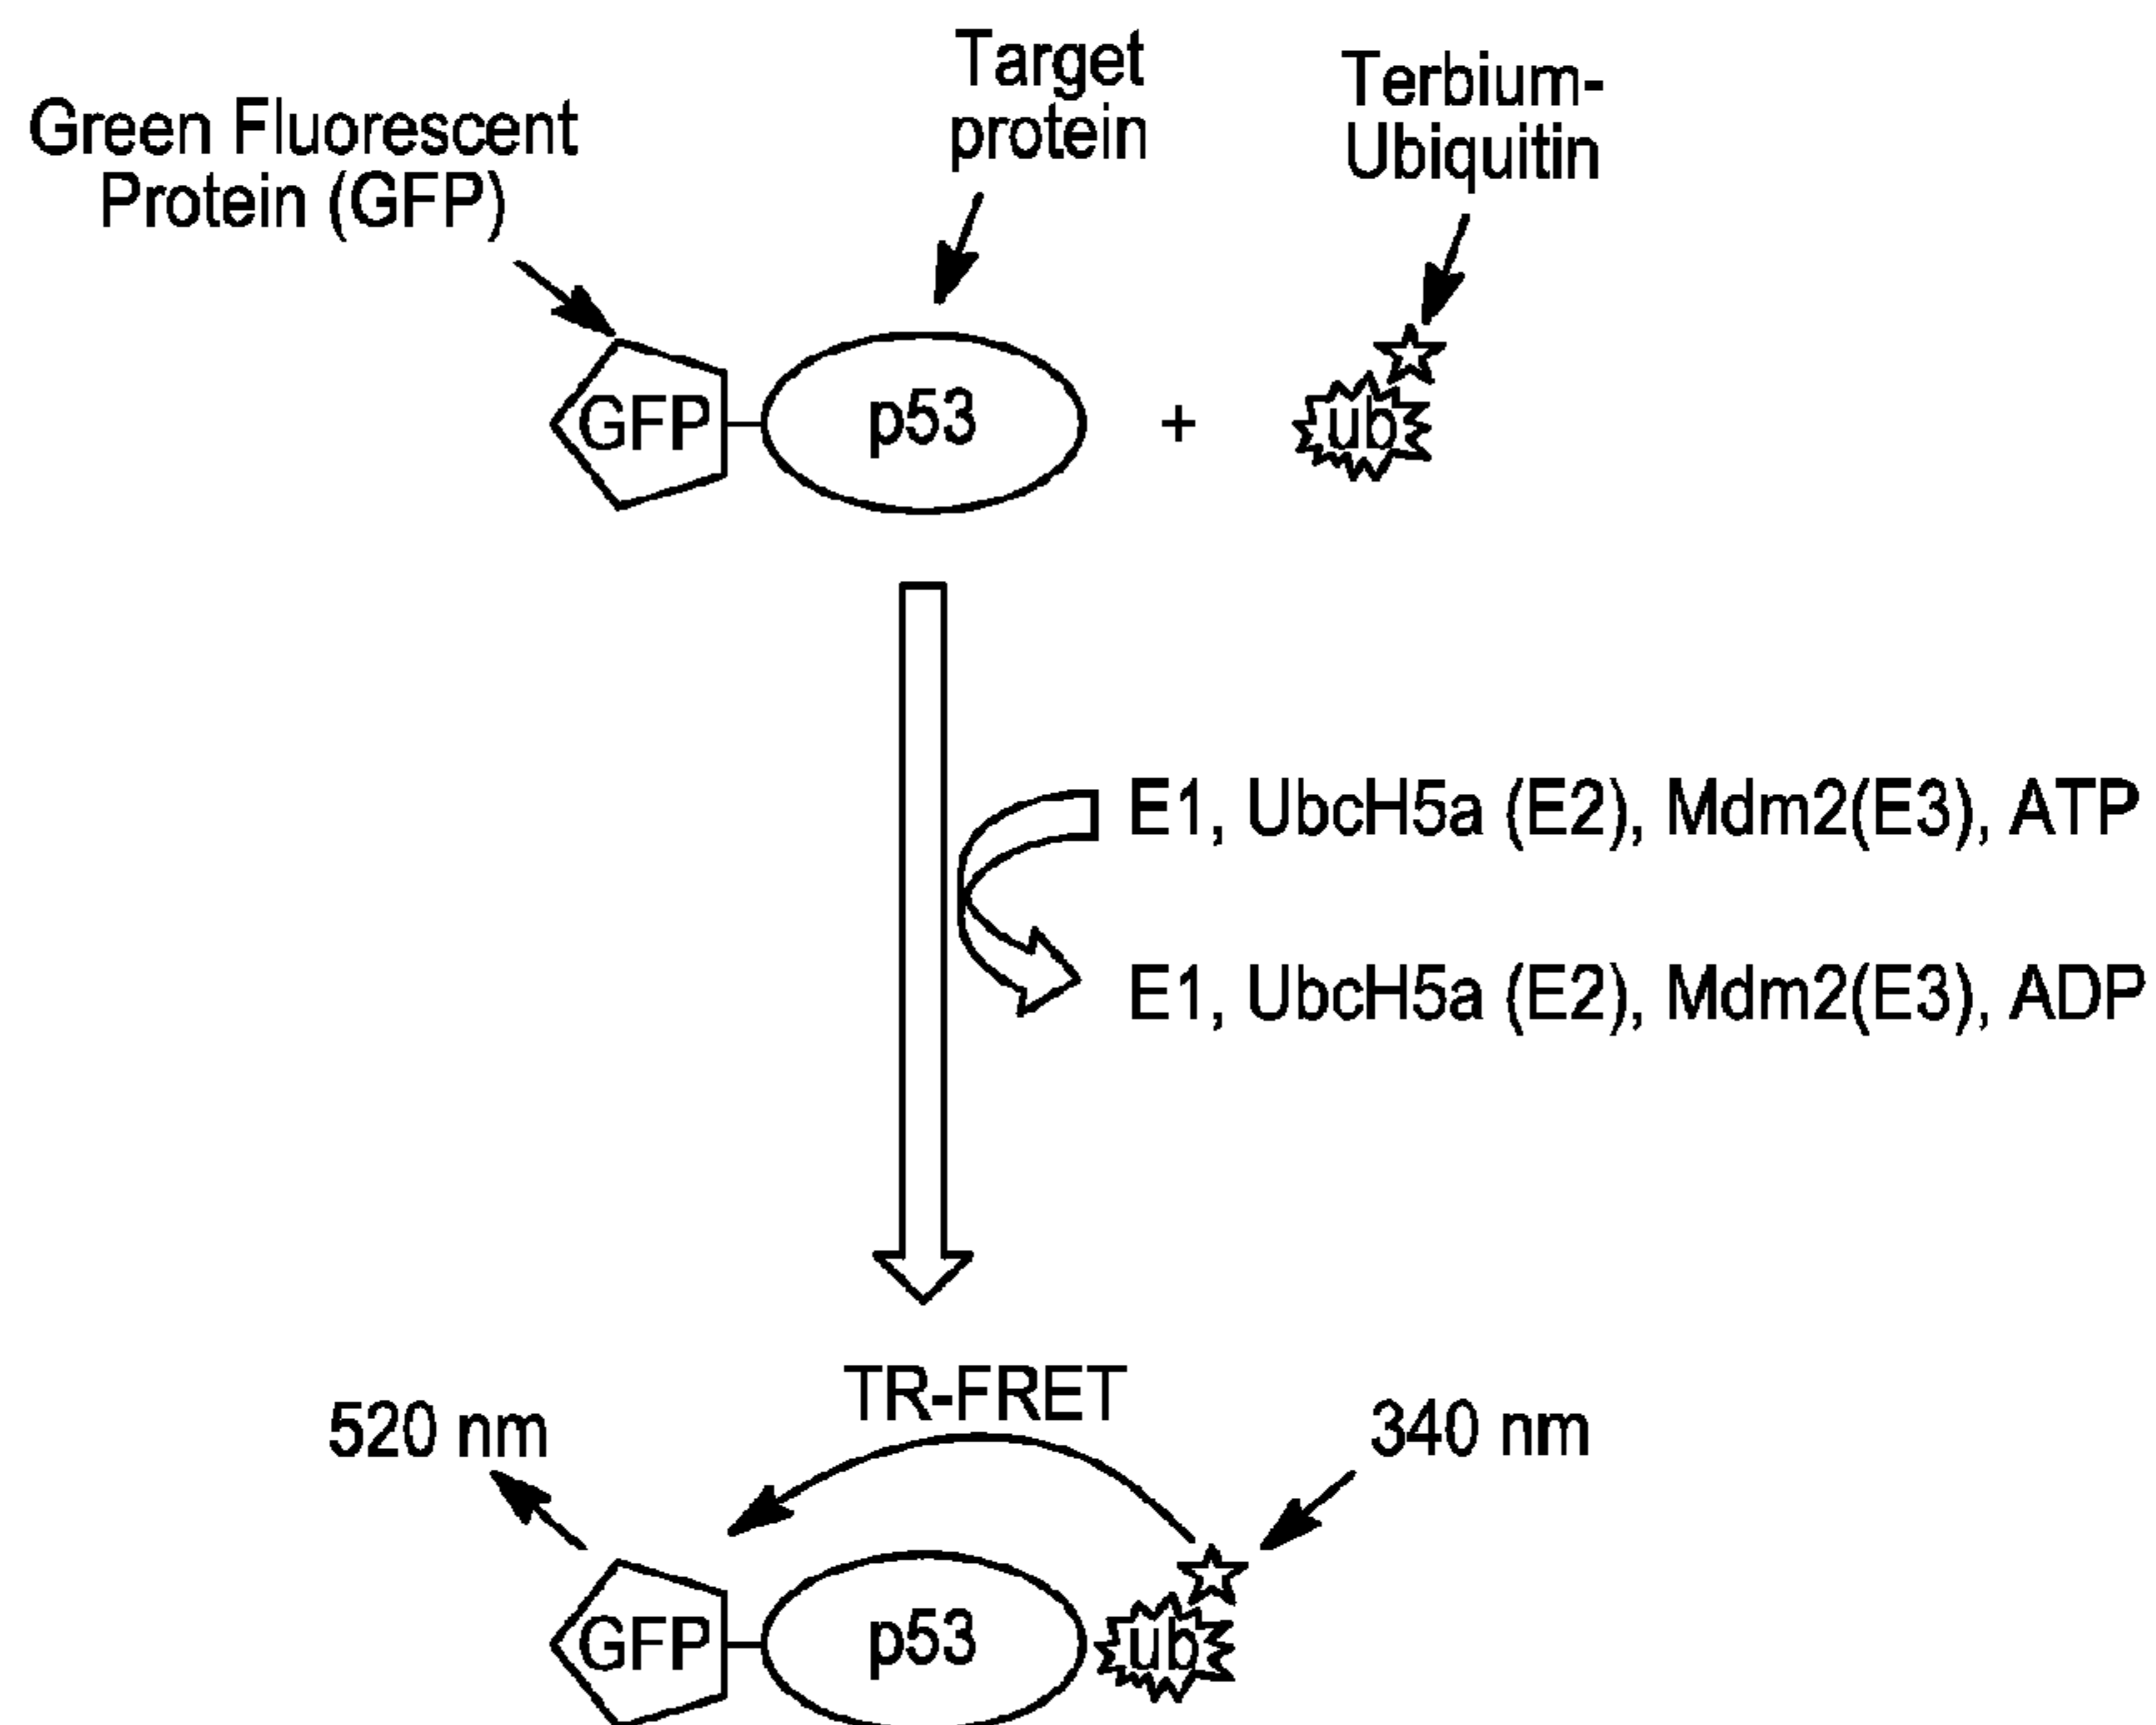 Green Fluorescent
Protein (GFP)
Target
protein
Terbium-
Ubiquitin
GFP
p53
+
ub
E1, UbcH5a (E2), Mdm2(E3), ATP
E1, UbcH5a (E2), Mdm2(E3), ADP
TR-FRET
520 nm
340 nm
GFP
p53
ub